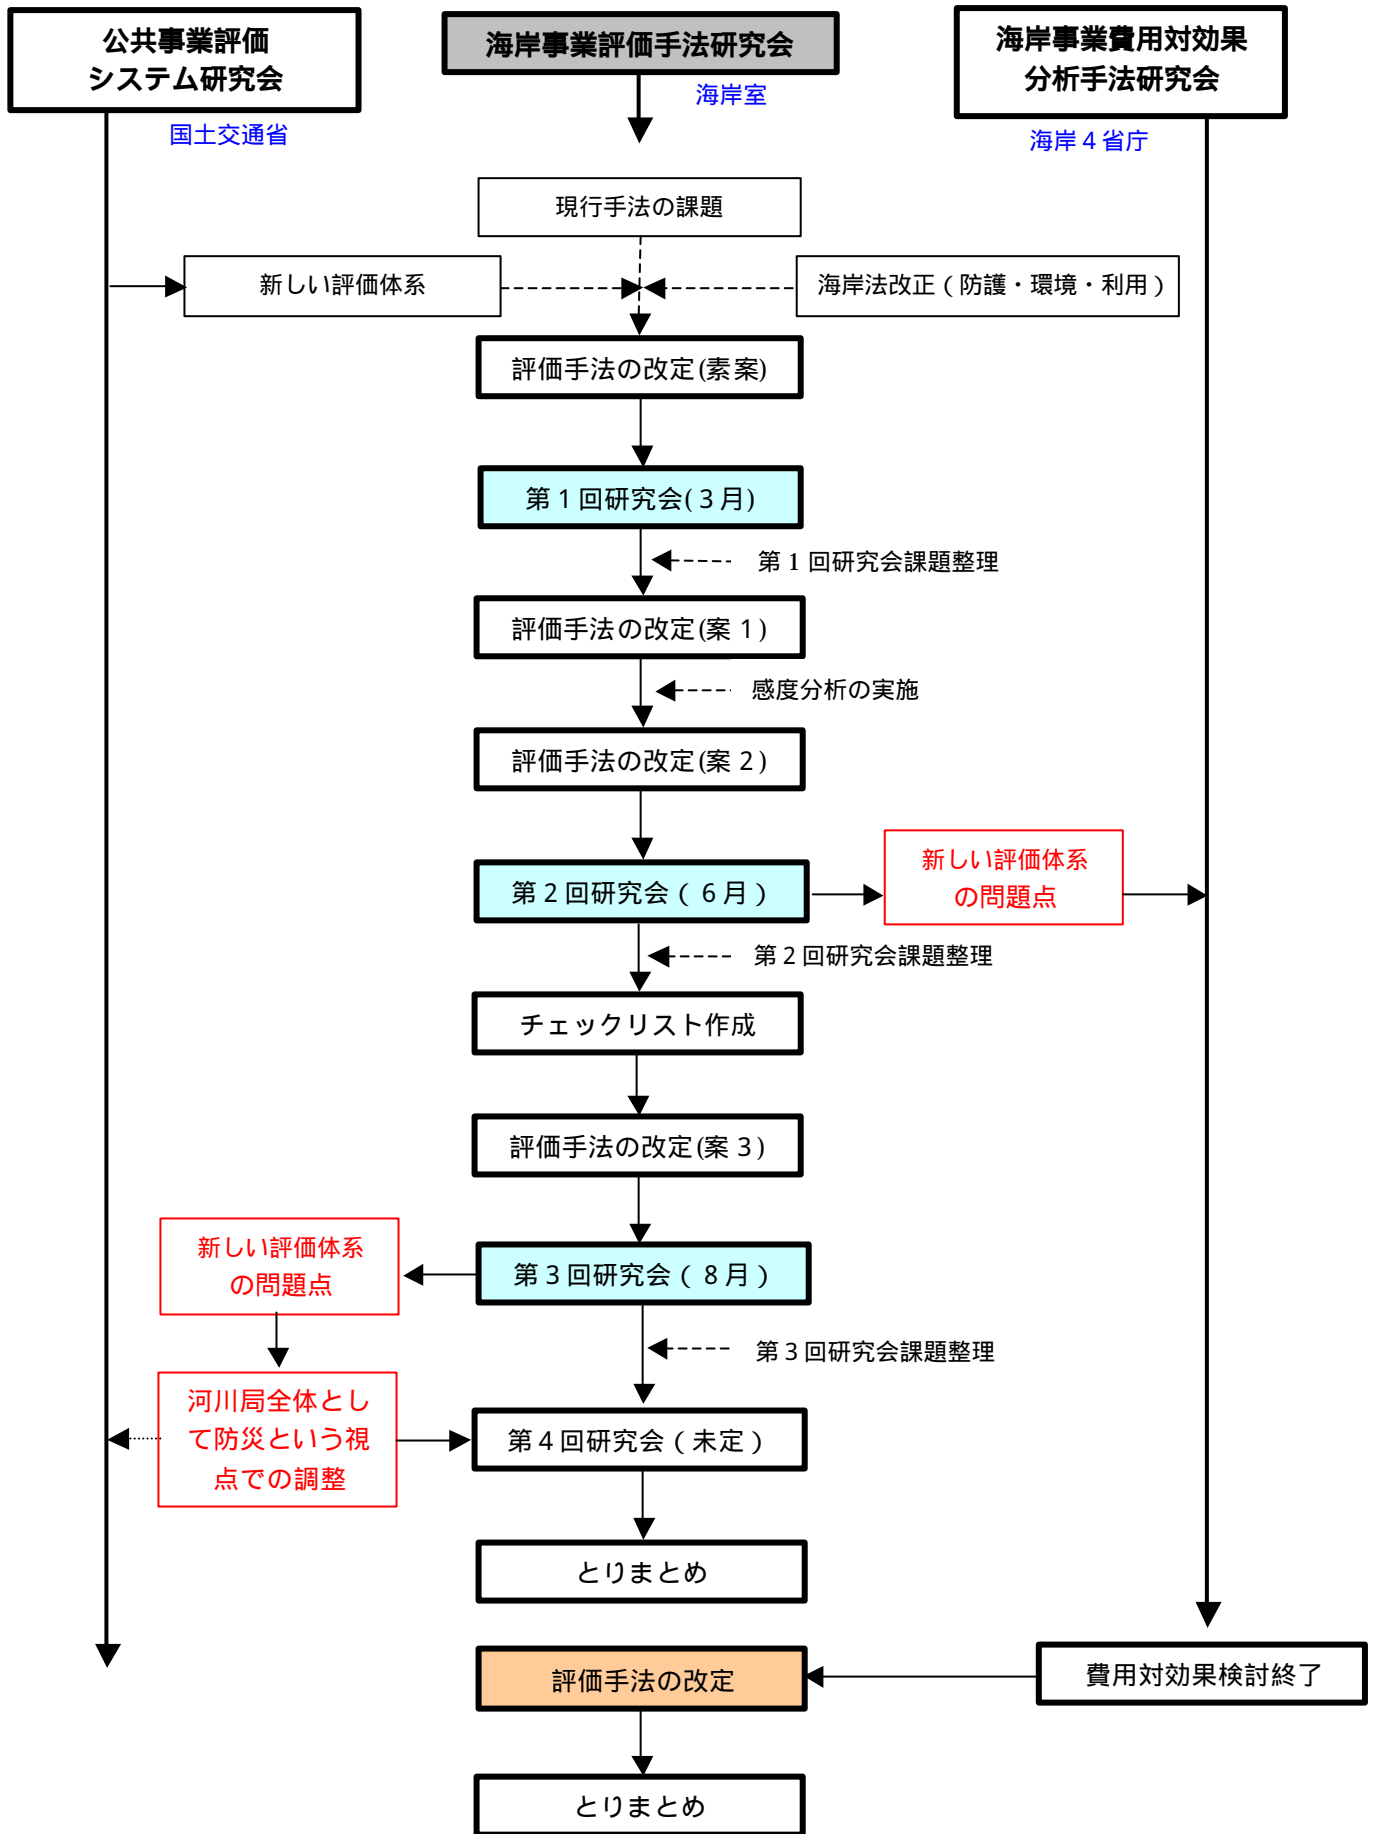 公共事業評価
システム研究会
海岸事業評価手法研究会
海岸事業費用対効果
分析手法研究会
国土交通省
海岸室
海岸４省庁
現行手法の課題
新しい評価体系
海岸法改正（防護・環境・利用）
評価手法の改定(素案)
第１回研究会(３月)
第１回研究会課題整理
評価手法の改定(案１)
感度分析の実施
評価手法の改定(案２)
第２回研究会（６月）
新しい評価体系
の問題点
第２回研究会課題整理
チェックリスト作成
評価手法の改定(案３)
新しい評価体系
の問題点
第３回研究会（８月）
第３回研究会課題整理
河川局全体とし
て防災という視
点での調整
第４回研究会（未定）
とりまとめ
評価手法の改定
費用対効果検討終了
とりまとめ